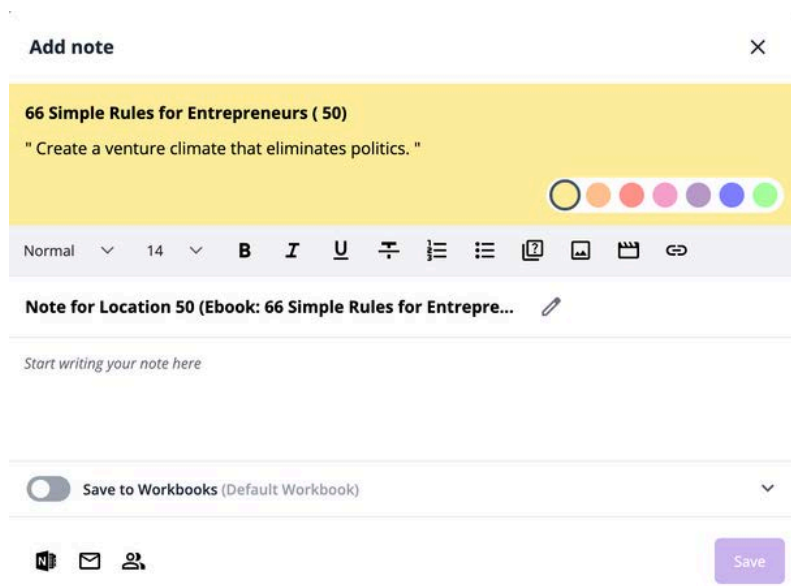 Add note
66 Simple Rules for Entrepreneurs ( 50)
" Create a venture climate that eliminates politics. "
Normal 14 B I U T
Note for Location 50 (Ebook: 66 Simple Rules for Entrepre...
Start writing your note here
Save to Workbooks (Default Workbook)
N Save